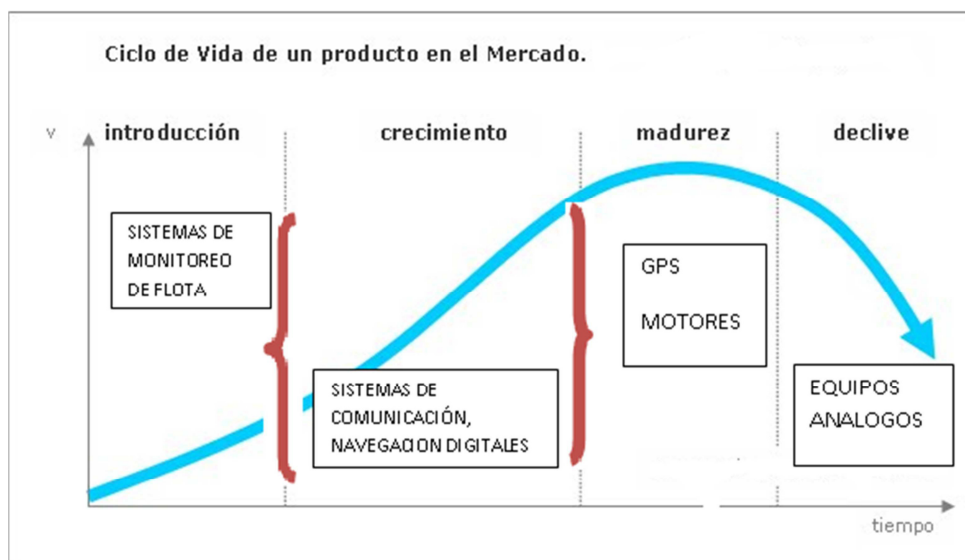 Ciclo de Vida de un producto en el Mercado.
v
introducción
crecimiento
madurez
declive
SISTEMAS DE
MONITOREO
DE FLOTA
SISTEMAS DE
COMUNICACIÓN,
NAVEGACION DIGITALES
GPS
MOTORES
EQUIPOS
ANALOGOS
tiempo